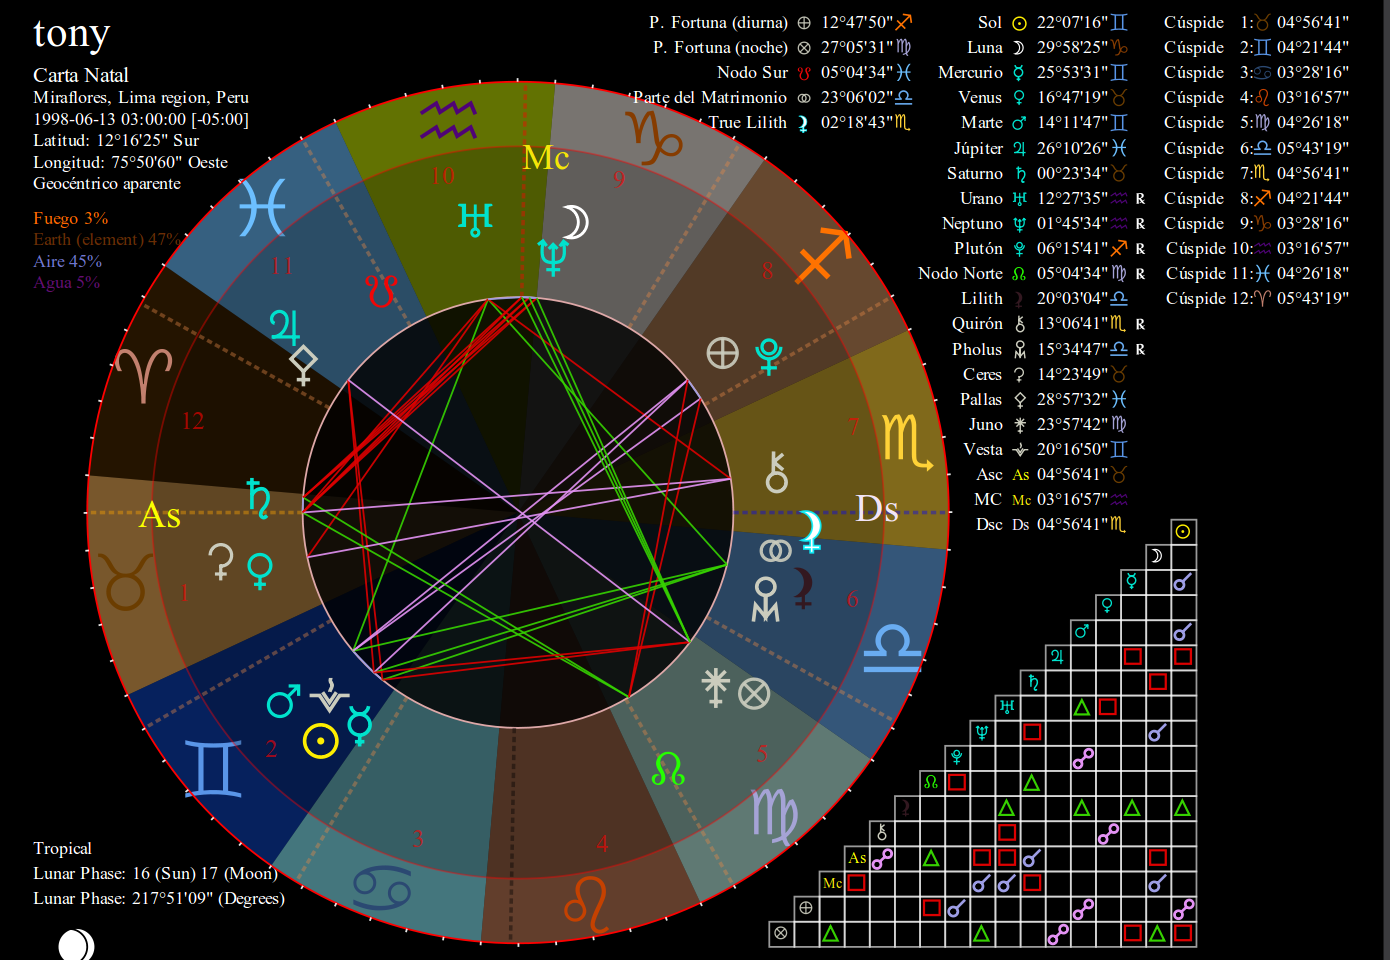 tony
Carta Natal
Miraflores, Lima region, Peru
1998-06-13 03:00:00 [-05:00]
Latitud: 12°16'25" Sur
Longitud: 75°50'60" Oeste
Geocéntrico aparente
Fuego 3%
Earth (element) 47%
Aire 45%
Agua 5%
P. Fortuna (diurna) ⊕ 12°47'50"♐
P. Fortuna (noche) ⊗ 27°05'31"♍
Nodo Sur ☋ 05°04'34"♓
Parte del Matrimonio 23°06'02"♎
True Lilith 02°18'43"♏
Sol ☉ 22°07'16"♊
Luna ☽ 29°58'25"♑
Mercurio ☿ 25°53'31"♊
Venus ♀ 16°47'19"♉
Marte ♂ 14°11'47"♊
Júpiter ♃ 26°10'26"♓
Saturno ♄ 00°23'34"♉
Urano ♅ 12°27'35"♒ ℞
Neptuno ♆ 01°45'34"♒ ℞
Plutón 06°15'41"♐ ℞
Nodo Norte ☊ 05°04'34"♍ ℞
Lilith ⚸ 20°03'04"♎
Quirón ⚷ 13°06'41"♏ ℞
Pholus 15°34'47"♎ ℞
Ceres ⚳ 14°23'49"♉
Pallas ⚴ 28°57'32"♓
Juno ⚵ 23°57'42"♍
Vesta ⚶ 20°16'50"♊
Asc As 04°56'41"♉
MC Mc 03°16'57"♒
Dsc Ds 04°56'41"♏
Cúspide 1:♉ 04°56'41"
Cúspide 2:♊ 04°21'44"
Cúspide 3:♋ 03°28'16"
Cúspide 4:♌ 03°16'57"
Cúspide 5:♍ 04°26'18"
Cúspide 6:♎ 05°43'19"
Cúspide 7:♏ 04°56'41"
Cúspide 8:♐ 04°21'44"
Cúspide 9:♑ 03°28'16"
Cúspide 10:♒ 03°16'57"
Cúspide 11:♓ 04°26'18"
Cúspide 12:♈ 05°43'19"
Mc
10
9
11
8
12
7
As
Ds
1
6
2
5
3
4
As
Mc
Tropical
Lunar Phase: 16 (Sun) 17 (Moon)
Lunar Phase: 217°51'09" (Degrees)